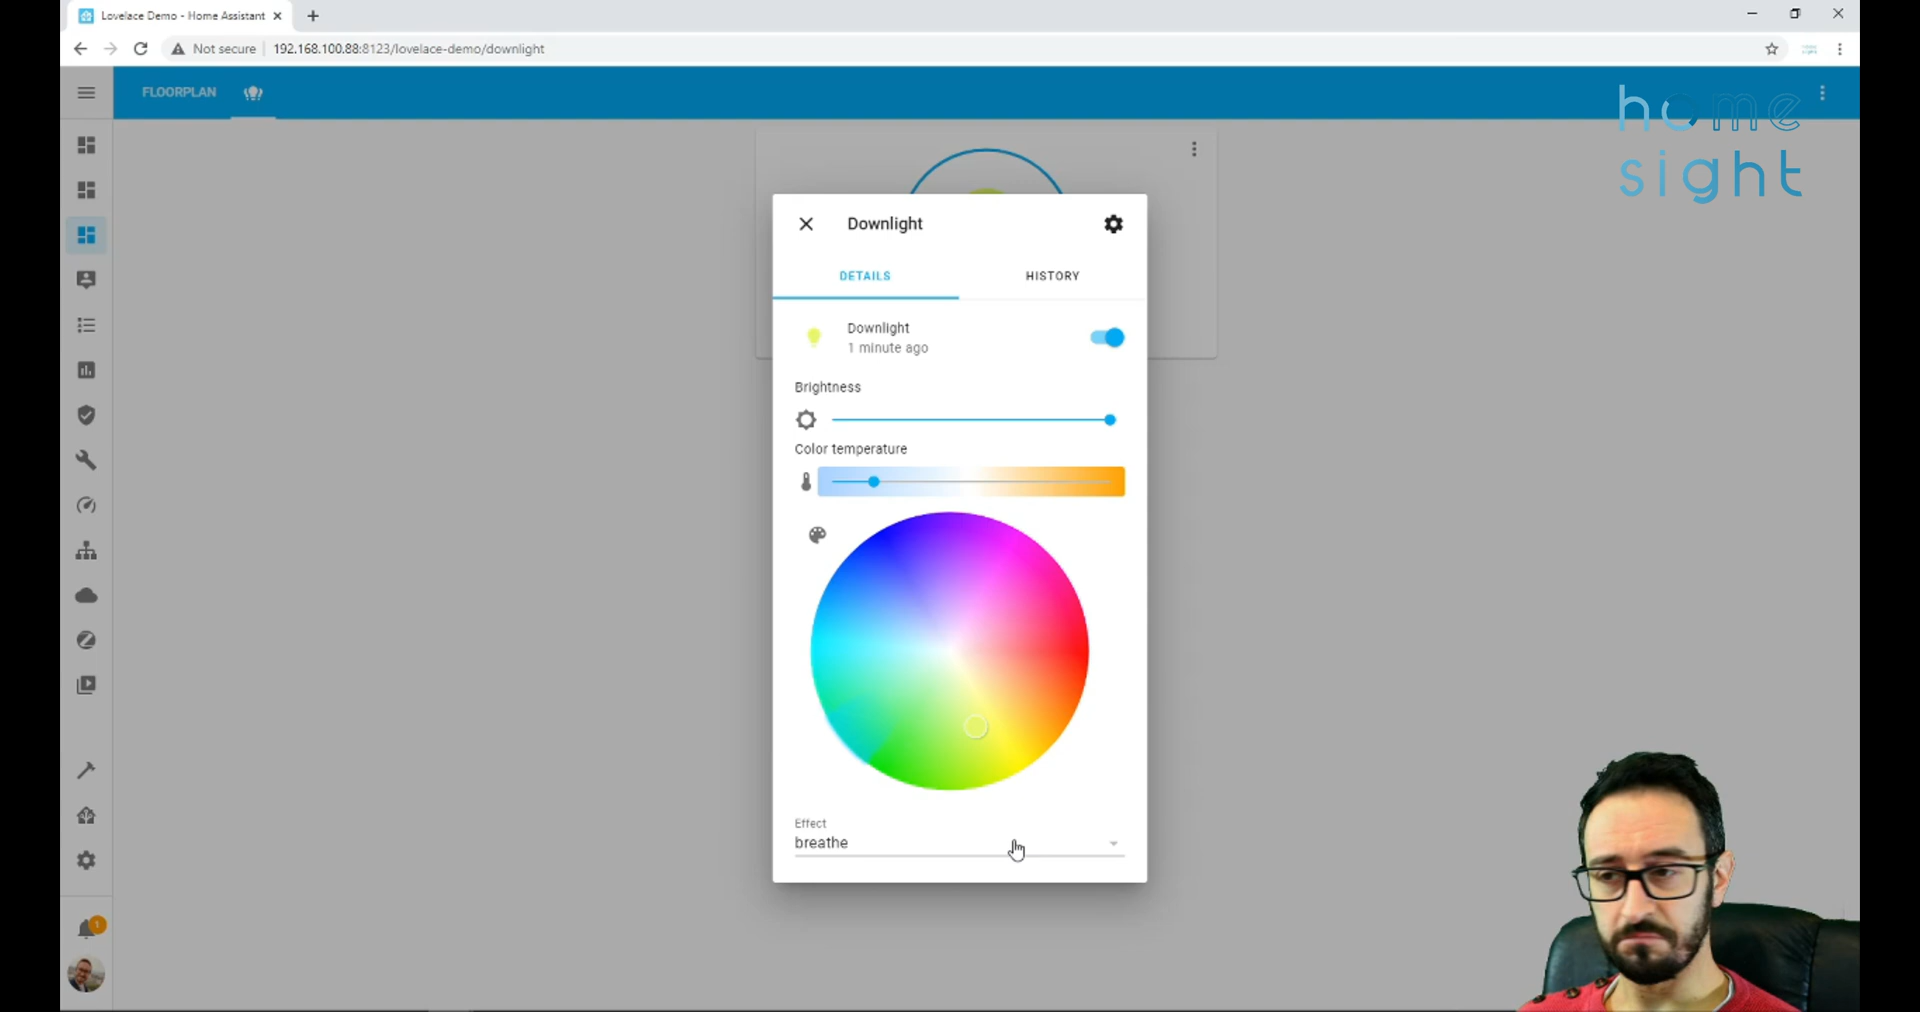 Lovelace Demo - Home Assistant
Not secure
192.168.100.88:8123/lovelace-demo/downlight
FLOORPLAN
home
sight
Downlight
DETAILS
HISTORY
Downlight
1 minute ago
Brightness
Color temperature
Effect
breathe
1